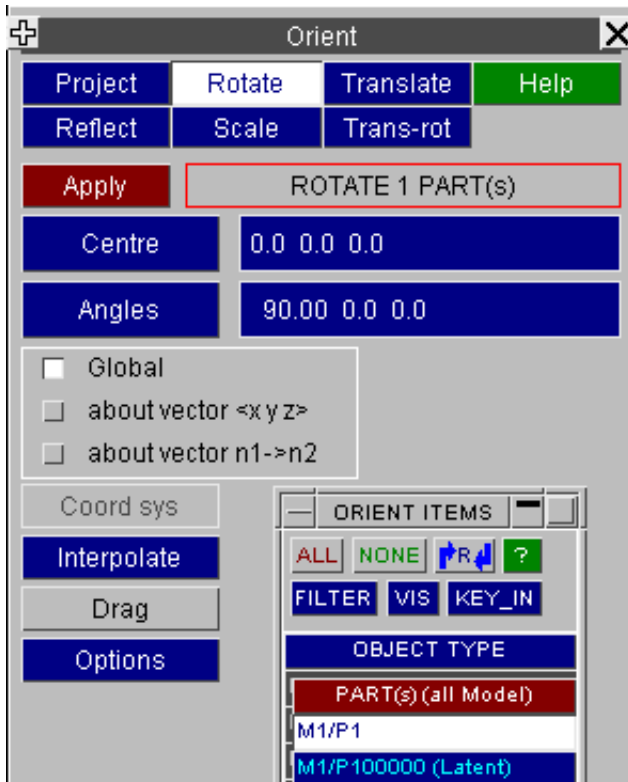 Orient
Project Rotate Translate Help
Reflect Scale Trans-rot
Apply ROTATE 1 PART(s)
Centre 0.0 0.0 0.0
Angles 90.00 0.0 0.0
Global
about vector <x y z>
about vector n1->n2
Coord sys
Interpolate
Drag
Options
ORIENT ITEMS
ALL NONE R ?
FILTER VIS KEY_IN
OBJECT TYPE
PART(s) (all Model)
M1/P1
M1/P100000 (Latent)